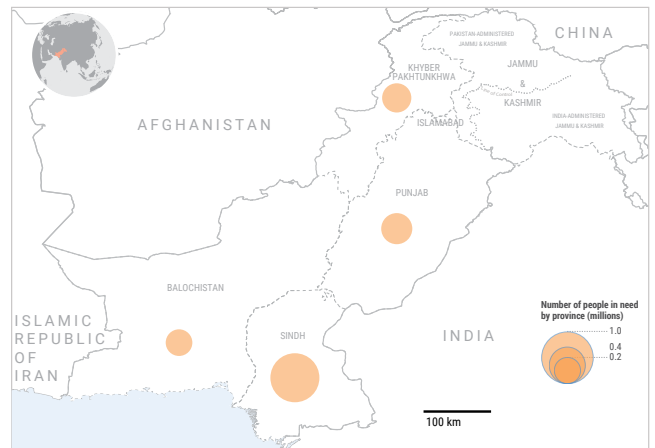 CHINA
PAKISTAN-ADMINISTERED
JAMMU & KASHMIR
KHYBER
PAKHTUNKHWA
JAMMU
&
KASHMIR
AFGHANISTAN
ISLAMABAD
INDIA-ADMINISTERED
JAMMU & KASHMIR
PUNJAB
BALOCHISTAN
ISLAMIC
REPUBLIC
OF
IRAN
SINDH
INDIA
Number of people in need
by province (millions)
1.0
0.4
0.2
100 km